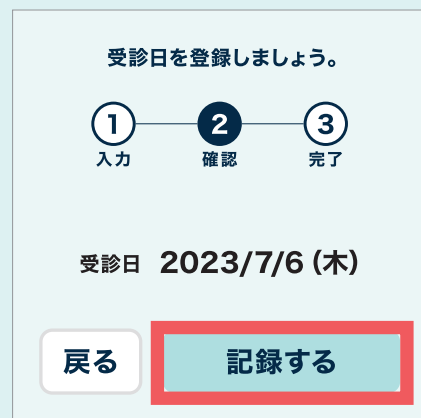 受診日を登録しましょう。
1 2 3
入力 確認 完了
受診日 2023/7/6（木）
戻る 記録する